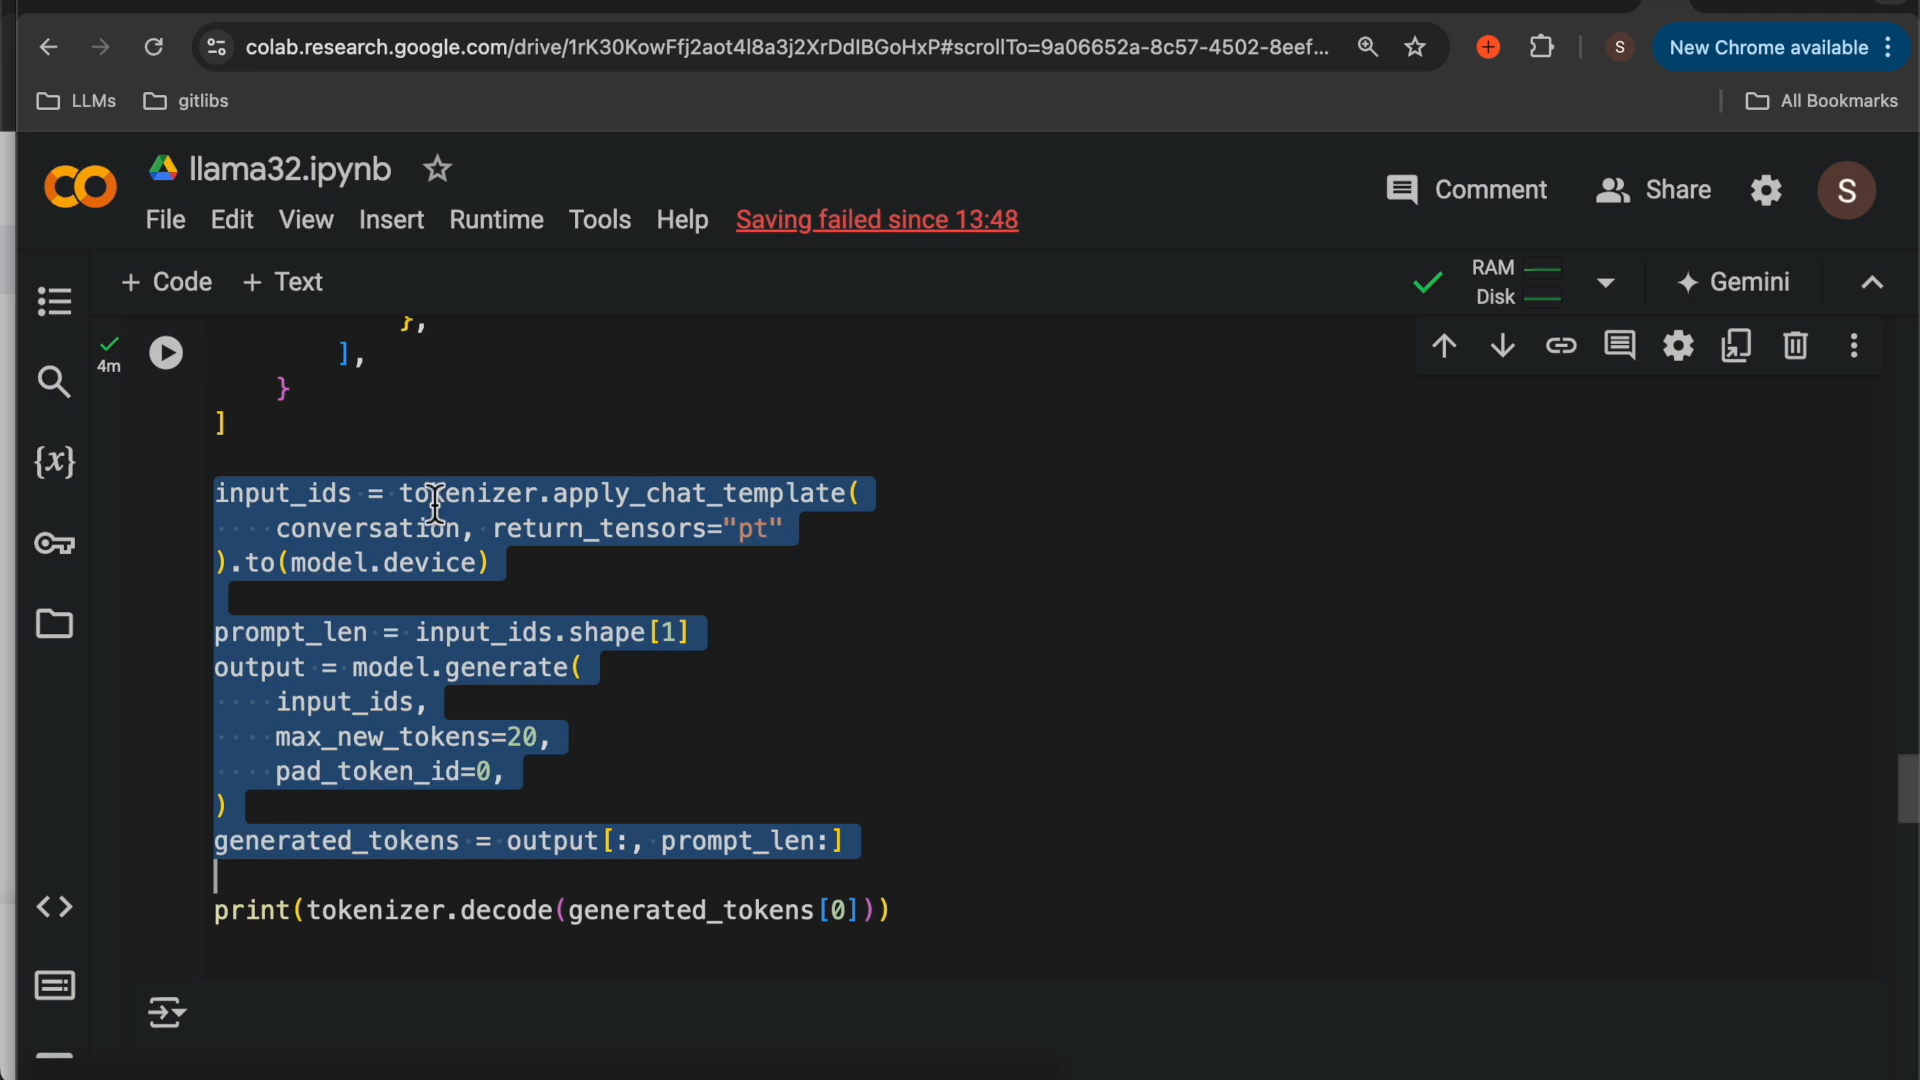 colab.research.google.com/drive/1rK30KowFfj2aot4l8a3j2XrDdIBGoHxP#scrollTo=9a06652a-8c57-4502-8eef...
S
New Chrome available
LLMs
gitlibs
All Bookmarks
llama32.ipynb
Comment
Share
S
File Edit View Insert Runtime Tools Help Saving failed since 13:48
+ Code + Text
RAM
Disk
Gemini
4m
},
],
}
]
input_ids = tokenizer.apply_chat_template(
conversation, return_tensors="pt"
).to(model.device)
prompt_len = input_ids.shape[1]
output = model.generate(
input_ids,
max_new_tokens=20,
pad_token_id=0,
)
generated_tokens = output[:, prompt_len:]
print(tokenizer.decode(generated_tokens[0]))
{x}